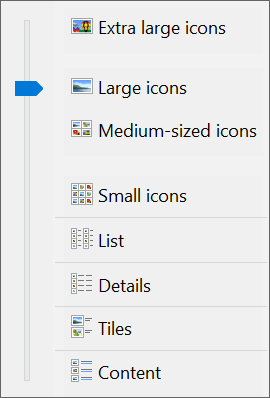 Extra large icons
Large icons
Medium-sized icons
Small icons
List
Details
Tiles
Content